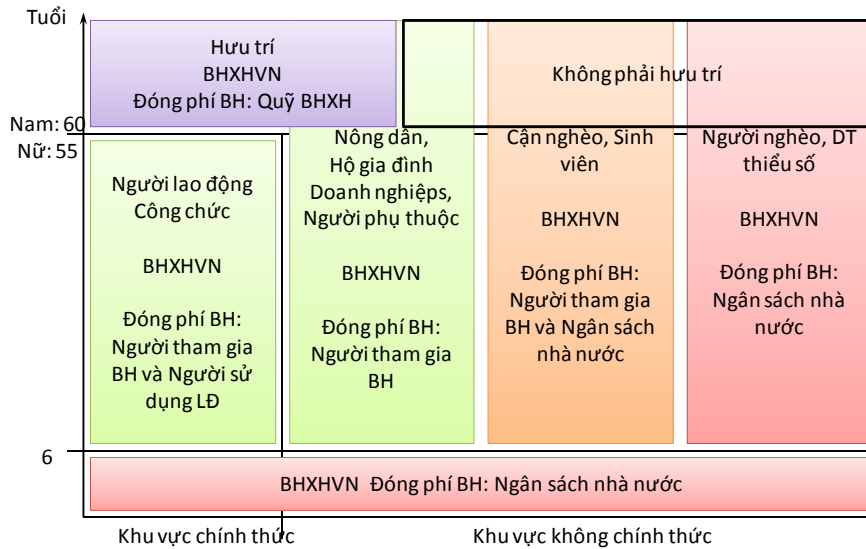 Tuổi
Hưu trí
BHXHVN
Đóng phí BH: Quỹ BHXH
Không phải hưu trí
Nam: 60
Nữ: 55
Người lao động
Công chức
BHXHVN
Đóng phí BH:
Người tham gia
BH và Người sử
dụng LĐ
Nông dân,
Hộ gia đình
Doanh nghiệps,
Người phụ thuộc
BHXHVN
Đóng phí BH:
Người tham gia
BH
Cận nghèo, Sinh
viên
BHXHVN
Đóng phí BH:
Người tham gia
BH và Ngân sách
nhà nước
Người nghèo, DT
thiểu số
BHXHVN
Đóng phí BH:
Ngân sách nhà
nước
6
BHXHVN Đóng phí BH: Ngân sách nhà nước
Khu vực chính thức
Khu vực không chính thức